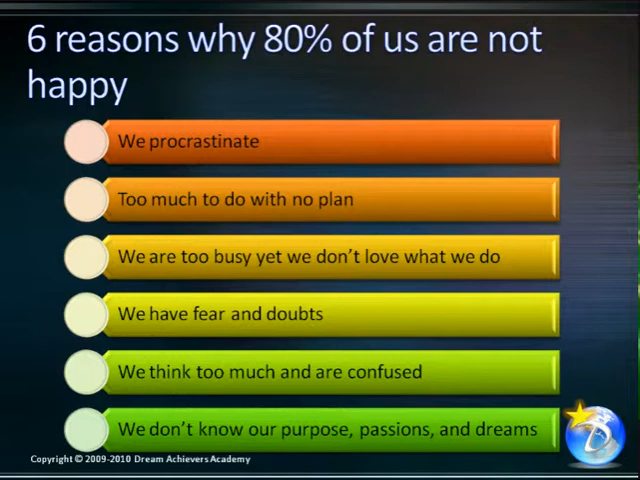 6 reasons why 80% of us are not
happy
We procrastinate
Too much to do with no plan
We are too busy yet we don't love what we do
We have fear and doubts
We think too much and are confused
We don't know our purpose, passions, and dreams
Copyright © 2009-2010 Dream Achievers Academy